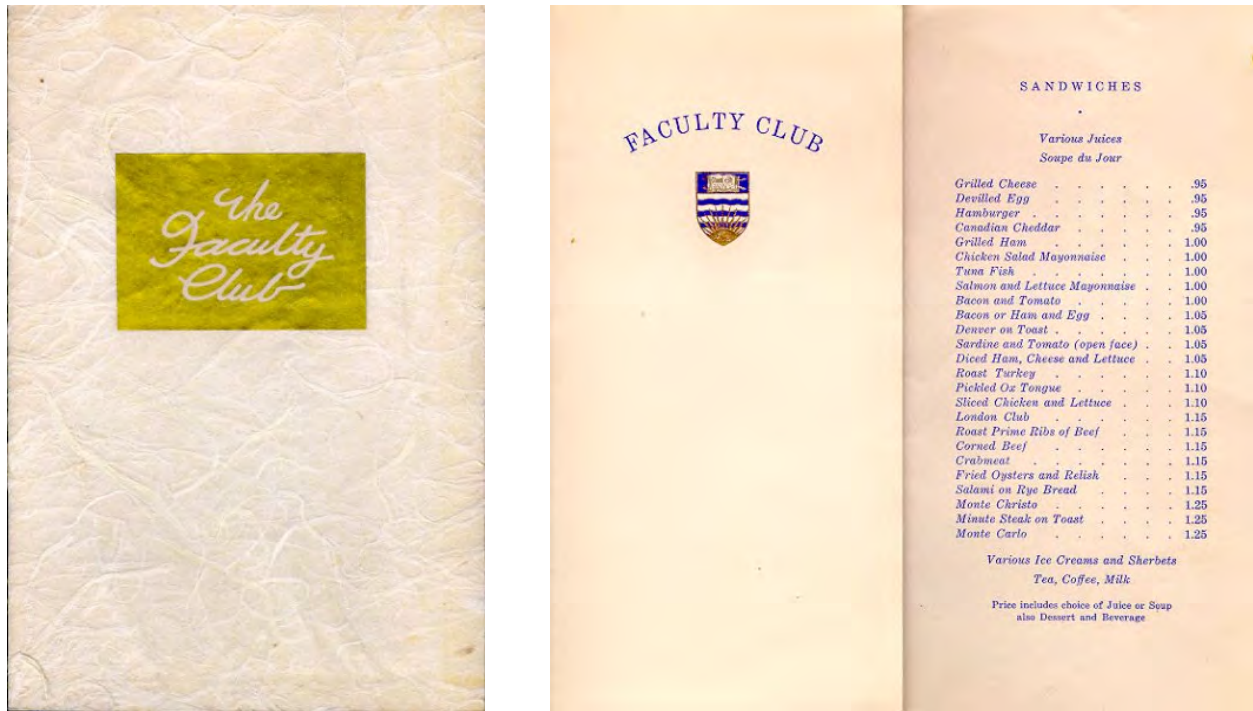 the
Faculty
Club
FACULTY CLUB
SANDWICHES
Various Juices
Soupe du Jour
Grilled Cheese . . . . . . .95
Devilled Egg . . . . . . .95
Hamburger . . . . . . . .95
Canadian Cheddar . . . . . .95
Grilled Ham . . . . . . 1.00
Chicken Salad Mayonnaise . . . 1.00
Tuna Fish . . . . . . . 1.00
Salmon and Lettuce Mayonnaise . . 1.00
Bacon and Tomato . . . . . 1.00
Bacon or Ham and Egg . . . . 1.05
Denver on Toast . . . . . . 1.05
Sardine and Tomato (open face) . . 1.05
Diced Ham, Cheese and Lettuce . . 1.05
Roast Turkey . . . . . . 1.10
Pickled Ox Tongue . . . . . 1.10
Sliced Chicken and Lettuce . . . 1.10
London Club . . . . . . 1.15
Roast Prime Ribs of Beef . . . 1.15
Corned Beef . . . . . . 1.15
Crabmeat . . . . . . . 1.15
Fried Oysters and Relish . . . 1.15
Salami on Rye Bread . . . . 1.15
Monte Christo . . . . . . 1.25
Minute Steak on Toast . . . . 1.25
Monte Carlo . . . . . . 1.25
Various Ice Creams and Sherbets
Tea, Coffee, Milk
Price includes choice of Juice or Soup
also Dessert and Beverage